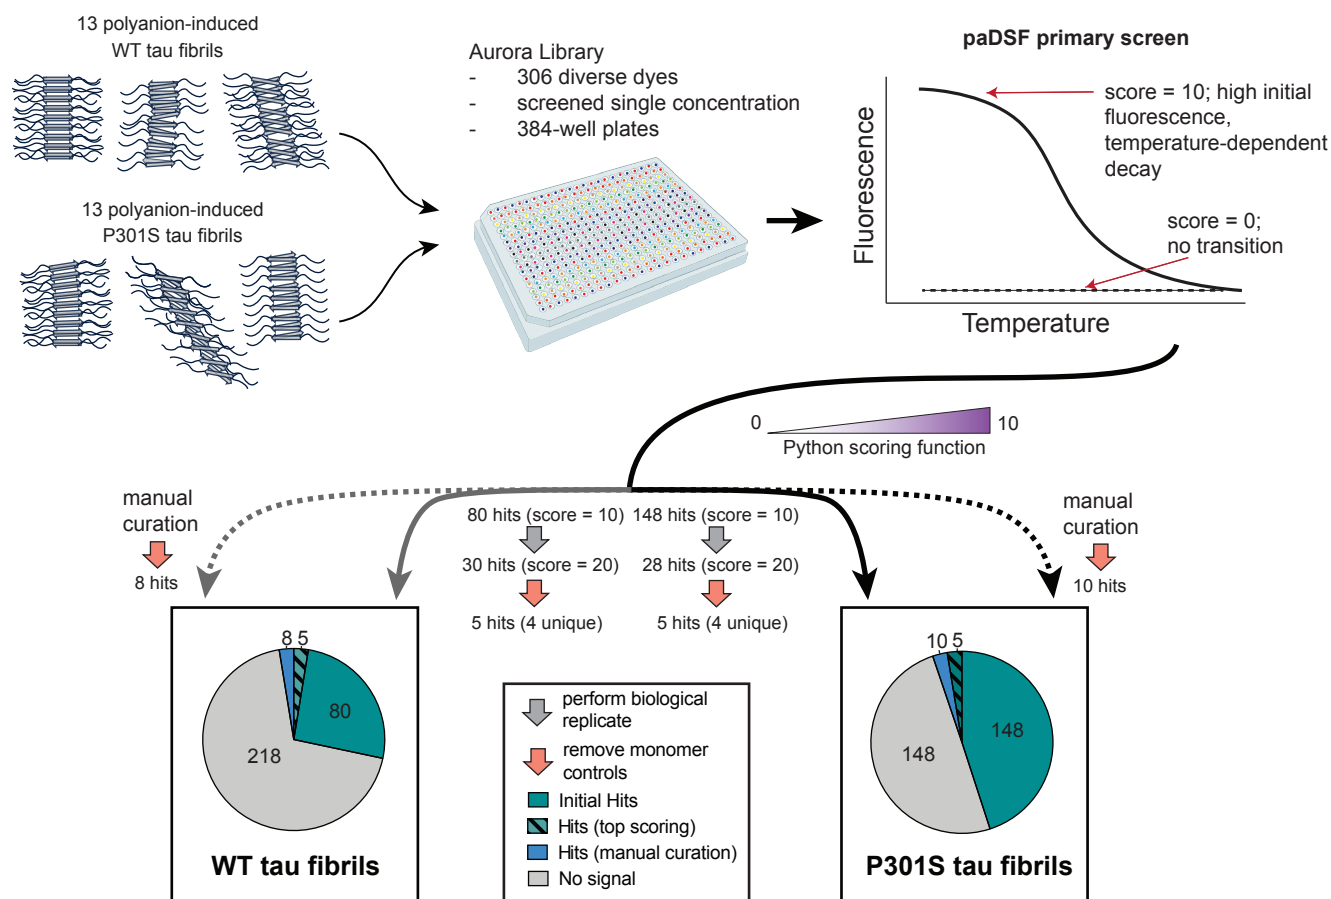 13 polyanion-induced
WT tau fibrils
13 polyanion-induced
P301S tau fibrils
Aurora Library
- 306 diverse dyes
- screened single concentration
- 384-well plates
paDSF primary screen
Fluorescence
Temperature
score = 10; high initial
fluorescence,
temperature-dependent
decay
score = 0;
no transition
0
10
Python scoring function
manual
curation
8 hits
80 hits (score = 10)
30 hits (score = 20)
5 hits (4 unique)
148 hits (score = 10)
28 hits (score = 20)
5 hits (4 unique)
manual
curation
10 hits
8
5
80
218
WT tau fibrils
perform biological
replicate
remove monomer
controls
Initial Hits
Hits (top scoring)
Hits (manual curation)
No signal
10
5
148
148
P301S tau fibrils